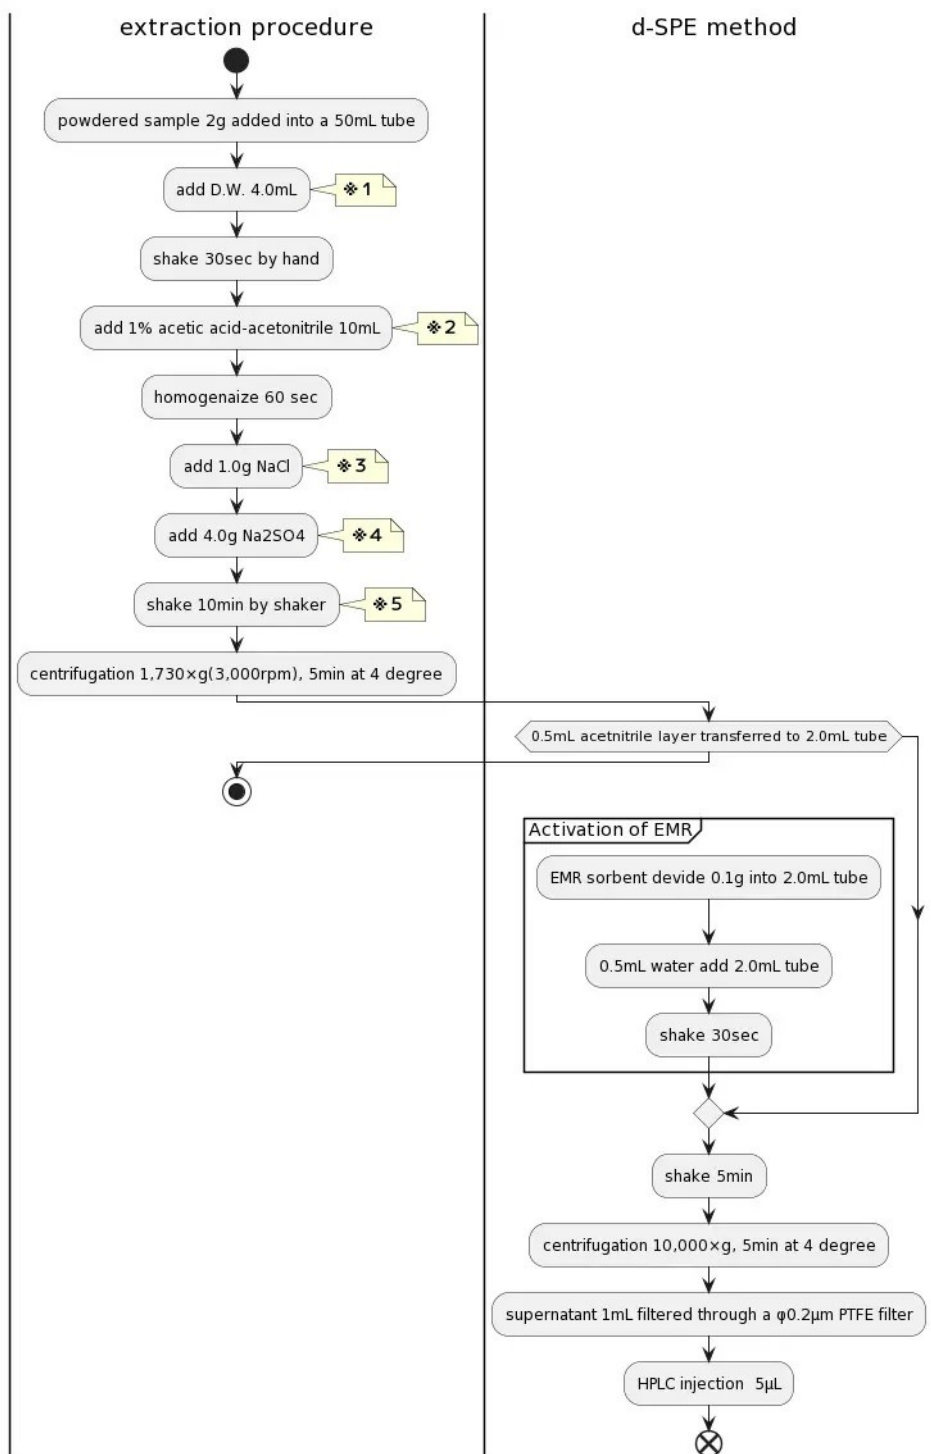 extraction procedure
d-SPE method
powdered sample 2g added into a 50mL tube
add D.W. 4.0mL
※1
shake 30sec by hand
add 1% acetic acid-acetonitrile 10mL
※2
homogenaize 60 sec
add 1.0g NaCl
※3
add 4.0g Na2SO4
※4
shake 10min by shaker
※5
centrifugation 1,730×g(3,000rpm), 5min at 4 degree
0.5mL acetnitrile layer transferred to 2.0mL tube
Activation of EMR
EMR sorbent devide 0.1g into 2.0mL tube
0.5mL water add 2.0mL tube
shake 30sec
shake 5min
centrifugation 10,000×g, 5min at 4 degree
supernatant 1mL filtered through a φ0.2μm PTFE filter
HPLC injection  5μL